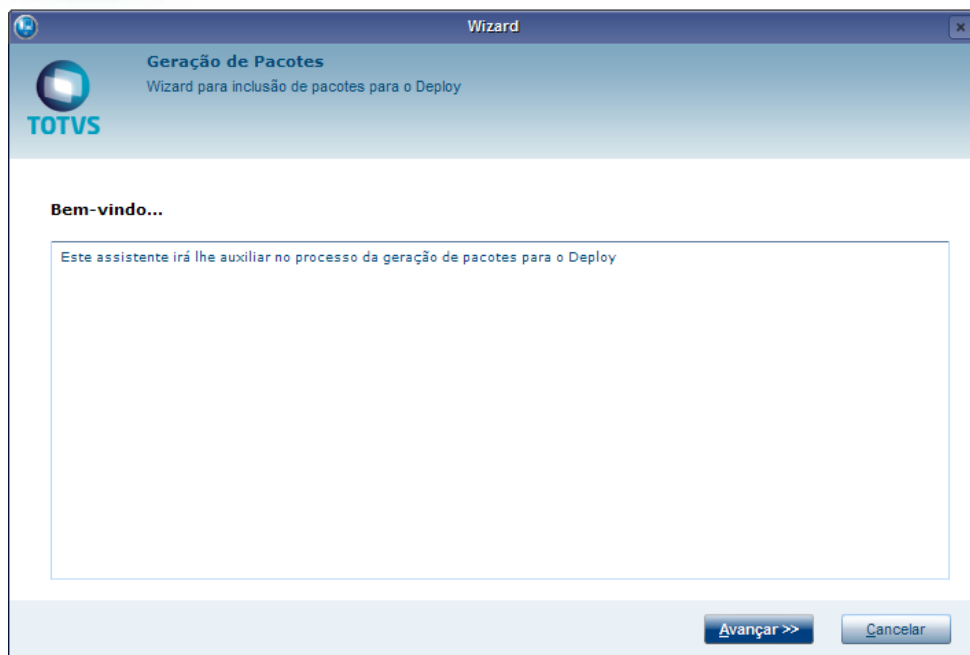 Wizard
Geração de Pacotes
Wizard para inclusão de pacotes para o Deploy
TOTVS
Bem-vindo...
Este assistente irá lhe auxiliar no processo da geração de pacotes para o Deploy
Avançar >>
Cancelar